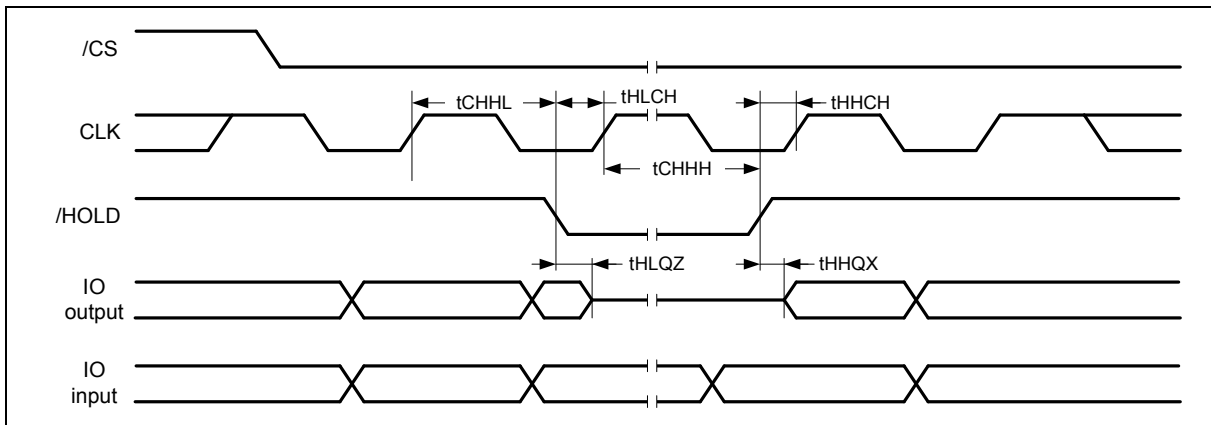 /CS
tCHHL
tHLCH
tHHCH
CLK
tCHHH
/HOLD
tHLQZ
tHHQX
IO
output
IO
input